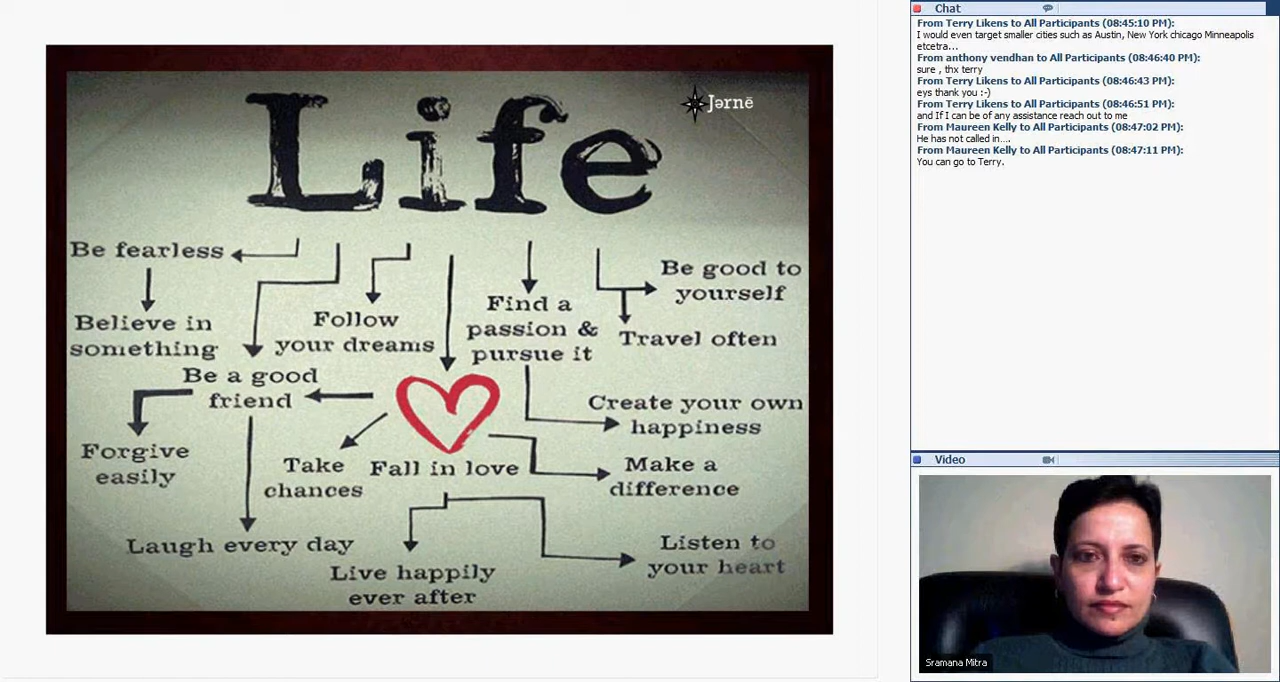 Life
Jərnē
Be fearless
Believe in
something
Follow
your dreams
Find a
passion &
pursue it
Be good to
yourself
Travel often
Be a good
friend
Create your own
happiness
Forgive
easily
Take
chances
Fall in love
Make a
difference
Laugh every day
Live happily
ever after
Listen to
your heart
Chat
From Terry Likens to All Participants (08:45:10 PM):
I would even target smaller cities such as Austin, New York chicago Minneapolis
etcetra...
From anthony vendhan to All Participants (08:46:40 PM):
sure , thx terry
From Terry Likens to All Participants (08:46:43 PM):
eys thank you :-)
From Terry Likens to All Participants (08:46:51 PM):
and If I can be of any assistance reach out to me
From Maureen Kelly to All Participants (08:47:02 PM):
He has not called in....
From Maureen Kelly to All Participants (08:47:11 PM):
You can go to Terry.
Video
Sramana Mitra